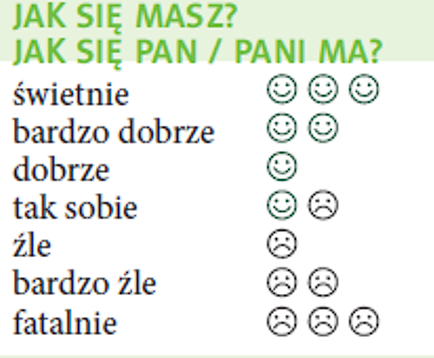 JAK SIĘ MASZ?
JAK SIĘ PAN / PANI MA?
świetnie
bardzo dobrze
dobrze
tak sobie
źle
bardzo źle
fatalnie